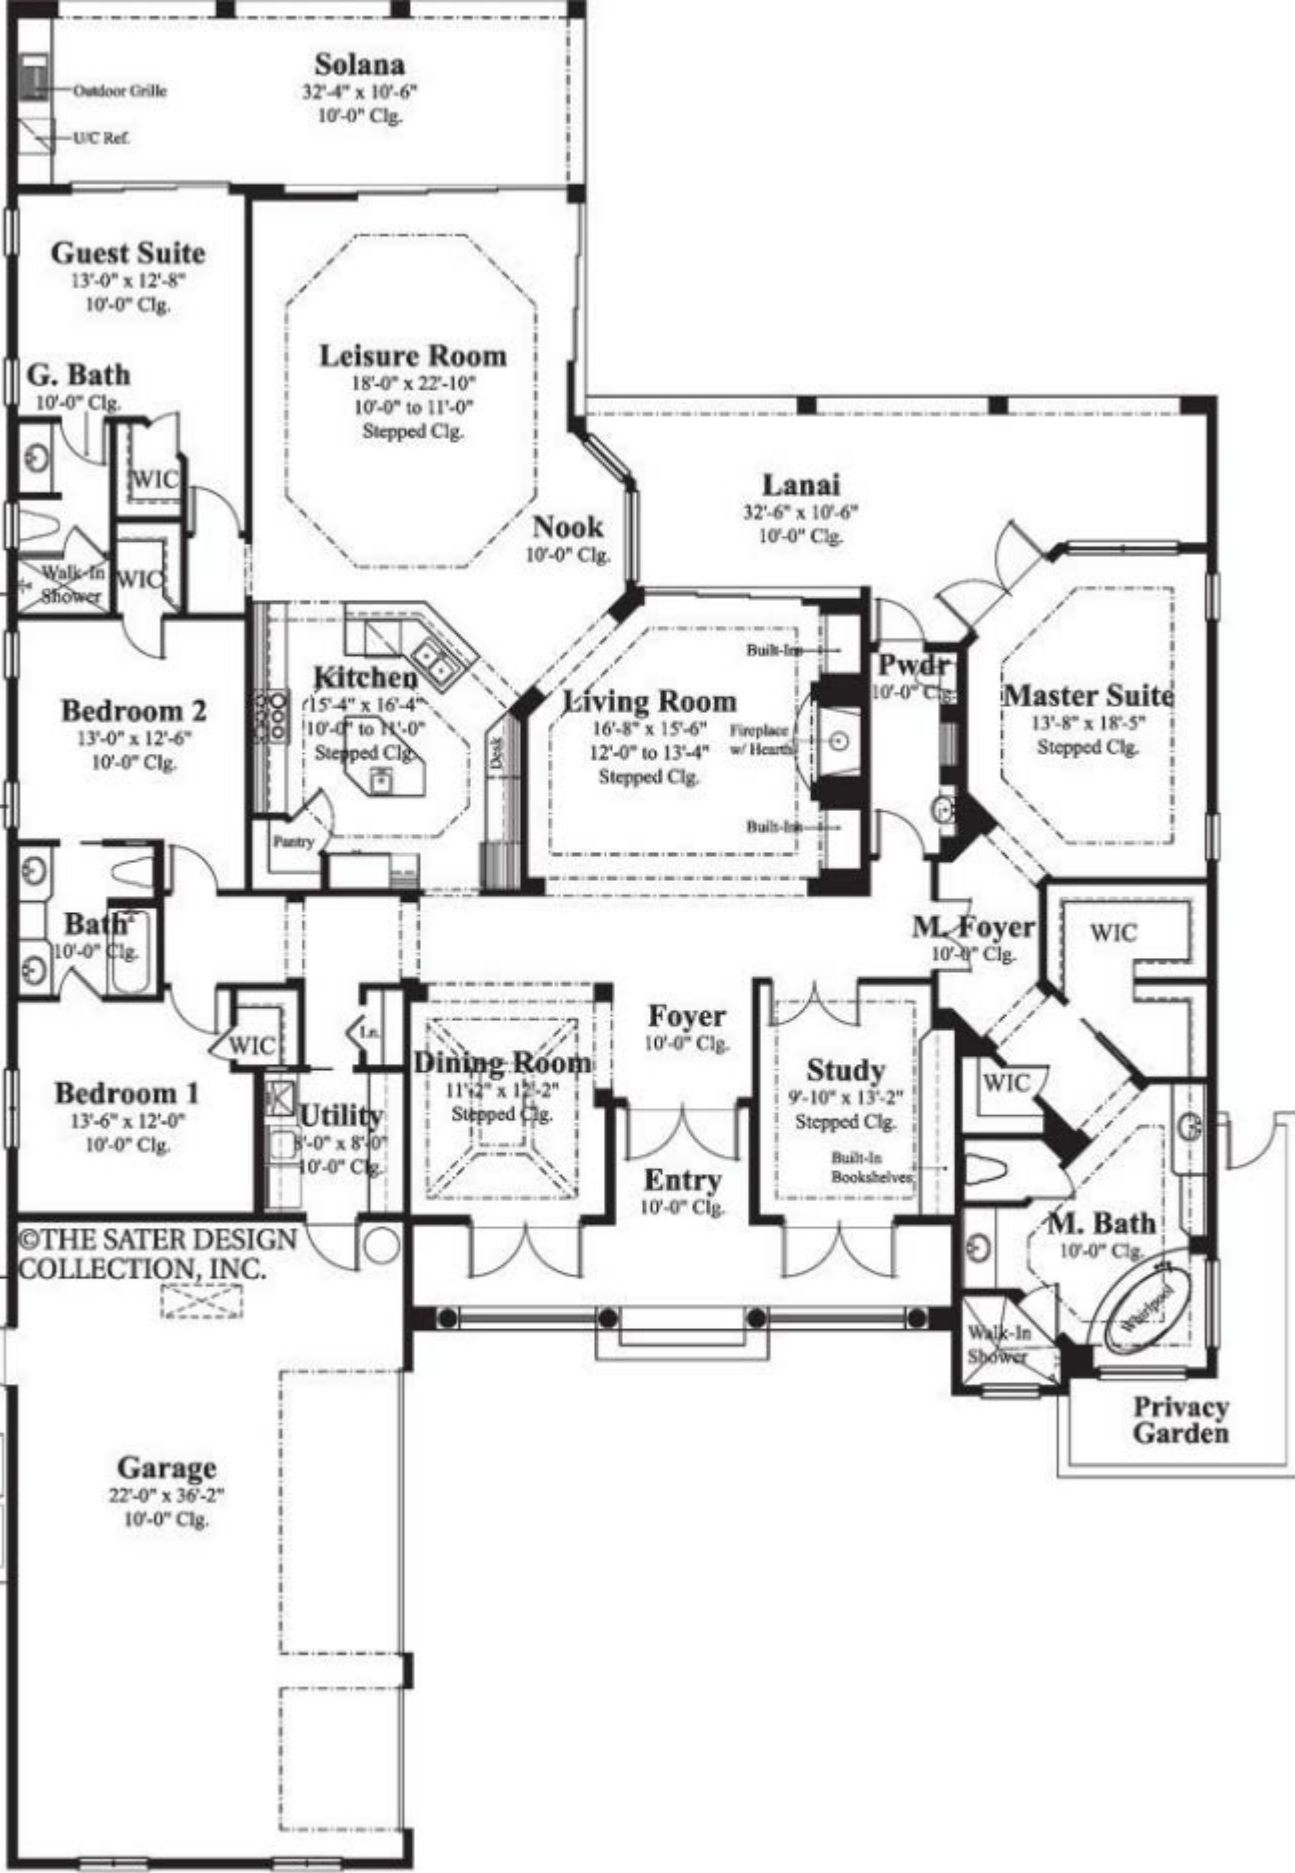 Solana
32'-4" x 10'-6"
10'-0" Clg.
Outdoor Grille
U/C Ref.
Guest Suite
13'-0" x 12'-8"
10'-0" Clg.
G. Bath
10'-0" Clg.
WIC
WIC
Walk-In
Shower
Leisure Room
18'-0" x 22'-10"
10'-0" to 11'-0"
Stepped Clg.
Nook
10'-0" Clg.
Lanai
32'-6" x 10'-6"
10'-0" Clg.
Bedroom 2
13'-0" x 12'-6"
10'-0" Clg.
Kitchen
15'-4" x 16'-4"
10'-0" to 11'-0"
Stepped Clg.
Desk
Pantry
Living Room
16'-8" x 15'-6"
12'-0" to 13'-4"
Stepped Clg.
Built-Ins
Fireplace
w/ Hearth
Built-Ins
Pwdr
10'-0" Clg.
Master Suite
13'-8" x 18'-5"
Stepped Clg.
Bath
10'-0" Clg.
M. Foyer
10'-0" Clg.
WIC
WIC
Bedroom 1
13'-6" x 12'-0"
10'-0" Clg.
WIC
Ln.
Utility
8'-0" x 8'-0"
10'-0" Clg.
Dining Room
11'-2" x 12'-2"
Stepped Clg.
Foyer
10'-0" Clg.
Entry
10'-0" Clg.
Study
9'-10" x 13'-2"
Stepped Clg.
Built-In
Bookshelves
M. Bath
10'-0" Clg.
Whirlpool
Walk-In
Shower
Privacy
Garden
©THE SATER DESIGN
COLLECTION, INC.
Garage
22'-0" x 36'-2"
10'-0" Clg.